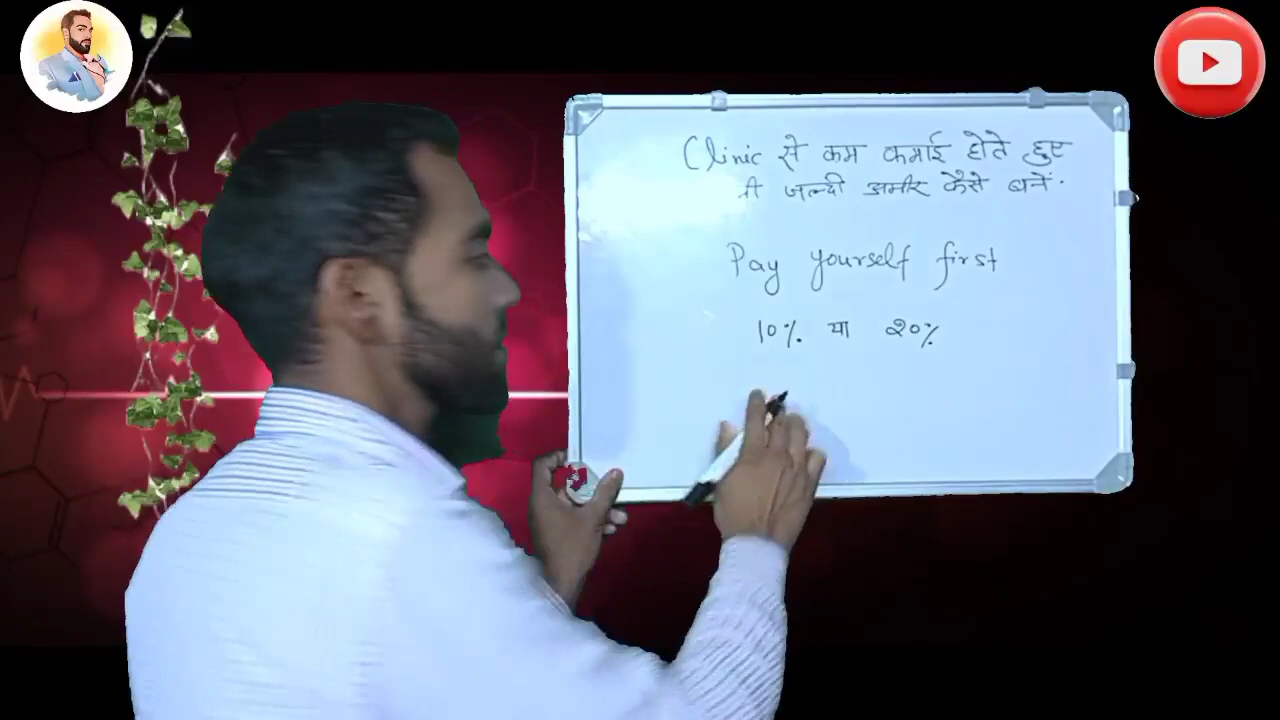 Clinic से कम कमाई होते हुए
भी जल्दी अमीर कैसे बनें.
Pay yourself first
10% या 20%